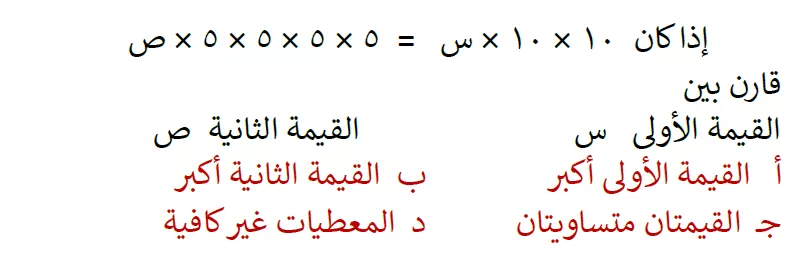 إذا كان ١٠ × ١٠ × س = ٥ × ٥ × ٥ × ٥ × ص
قارن بين
القيمة الأولى س القيمة الثانية ص
أ القيمة الأولى أكبر ب القيمة الثانية أكبر
جـ القيمتان متساويتان د المعطيات غير كافية